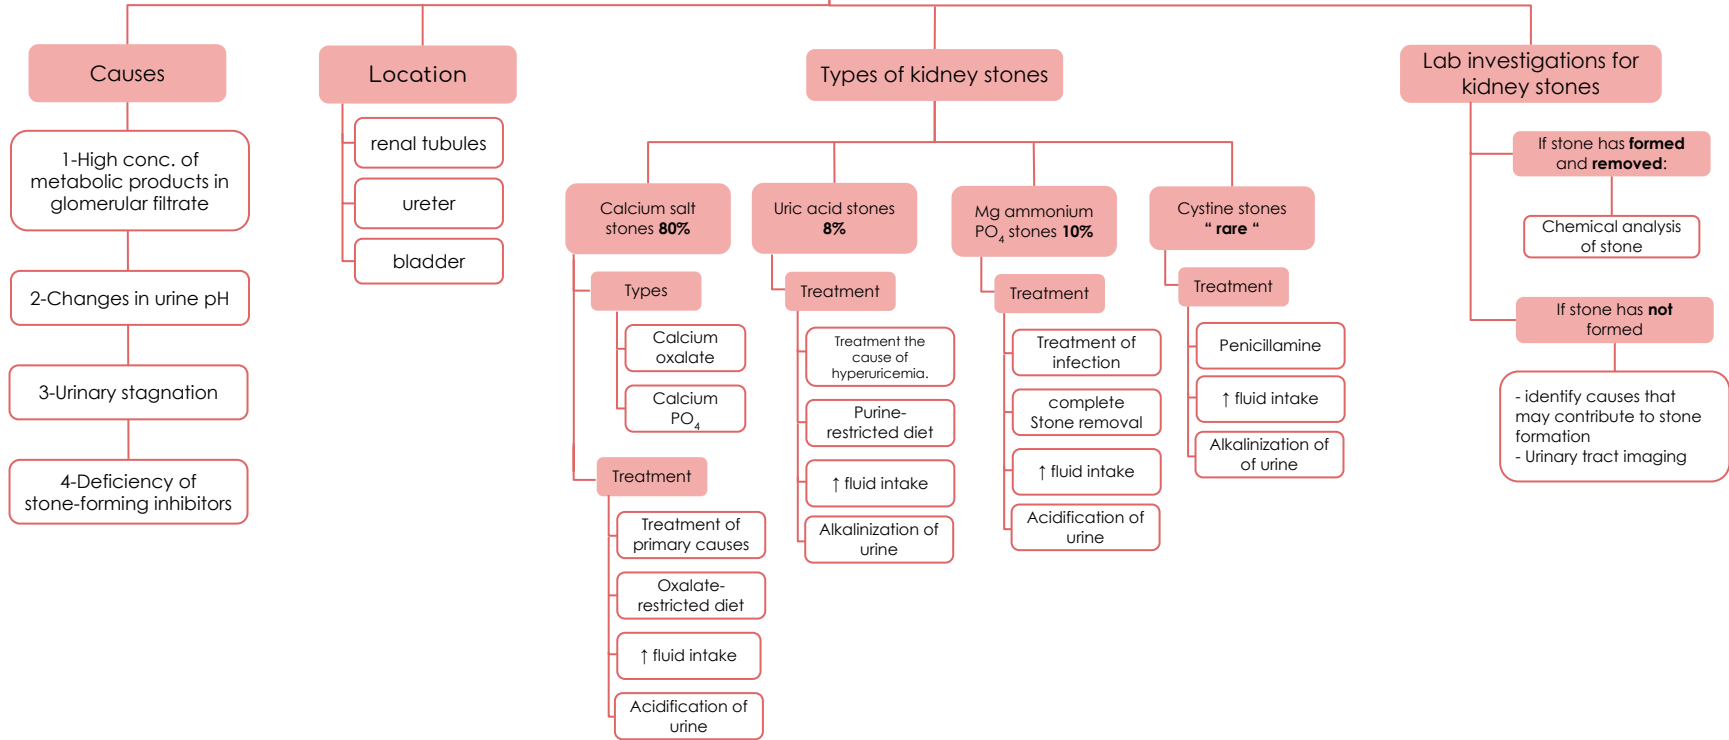 Causes
1-High conc. of
metabolic products in
glomerular filtrate
2-Changes in urine pH
3-Urinary stagnation
4-Deficiency of
stone-forming inhibitors
Location
renal tubules
ureter
bladder
Types of kidney stones
Calcium salt
stones 80%
Types
Calcium
oxalate
Calcium
PO4
Treatment
Treatment of
primary causes
Oxalate-
restricted diet
↑ fluid intake
Acidification of
urine
Uric acid stones
8%
Treatment
Treatment the
cause of
hyperuricemia.
Purine-
restricted diet
↑ fluid intake
Alkalinization of
urine
Mg ammonium
PO4 stones 10%
Treatment
Treatment of
infection
complete
Stone removal
↑ fluid intake
Acidification of
urine
Cystine stones
“ rare “
Treatment
Penicillamine
↑ fluid intake
Alkalinization of
of urine
Lab investigations for
kidney stones
If stone has formed
and removed:
Chemical analysis
of stone
If stone has not
formed
- identify causes that
may contribute to stone
formation
- Urinary tract imaging